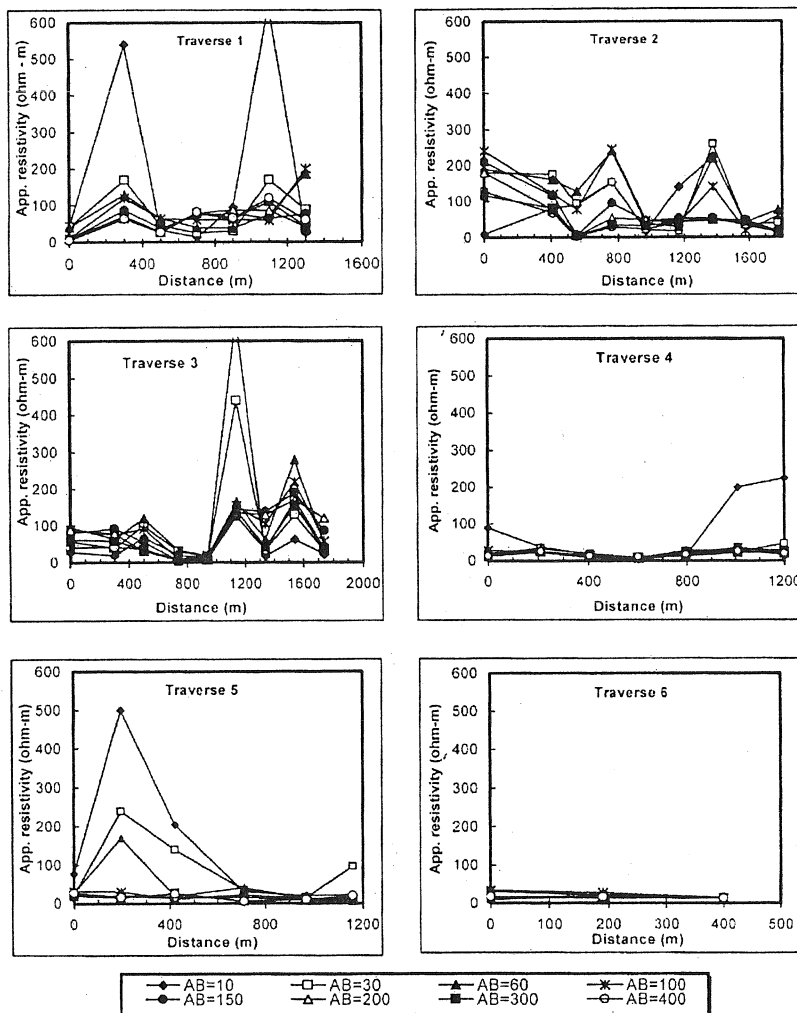 Traverse 1
App. resistivity (ohm - m)
600
500
400
300
200
100
0
0 400 800 1200 1600
Distance (m)
Traverse 2
App. resistivity (ohm-m)
600
500
400
300
200
100
0
0 400 800 1200 1600
Distance (m)
Traverse 3
App. resistivity (ohm-m)
600
500
400
300
200
100
0
0 400 800 1200 1600 2000
Distance (m)
Traverse 4
App. resistivity (ohm-m)
600
500
400
300
200
100
0
0 400 800 1200
Distance (m)
Traverse 5
App. resistivity (ohm-m)
600
500
400
300
200
100
0
0 400 800 1200
Distance (m)
Traverse 6
App. resistivity (ohm-m)
600
500
400
300
200
100
0
0 100 200 300 400 500
Distance (m)
AB=10 AB=30 AB=60 AB=100
AB=150 AB=200 AB=300 AB=400